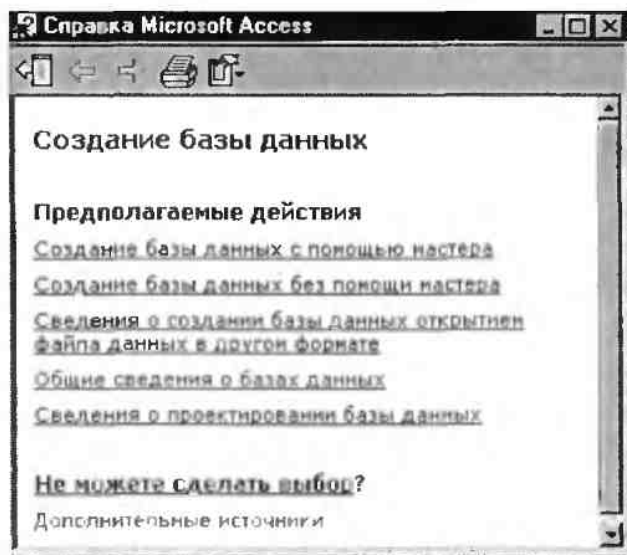 Справка Microsoft Access
Создание базы данных
Предполагаемые действия
Создание базы данных с помощью мастера
Создание базы данных без помощи мастера
Сведения о создании базы данных открытием
файла данных в другом формате
Общие сведения о базах данных
Сведения о проектировании базы данных
Не можете сделать выбор?
Дополнительные источники